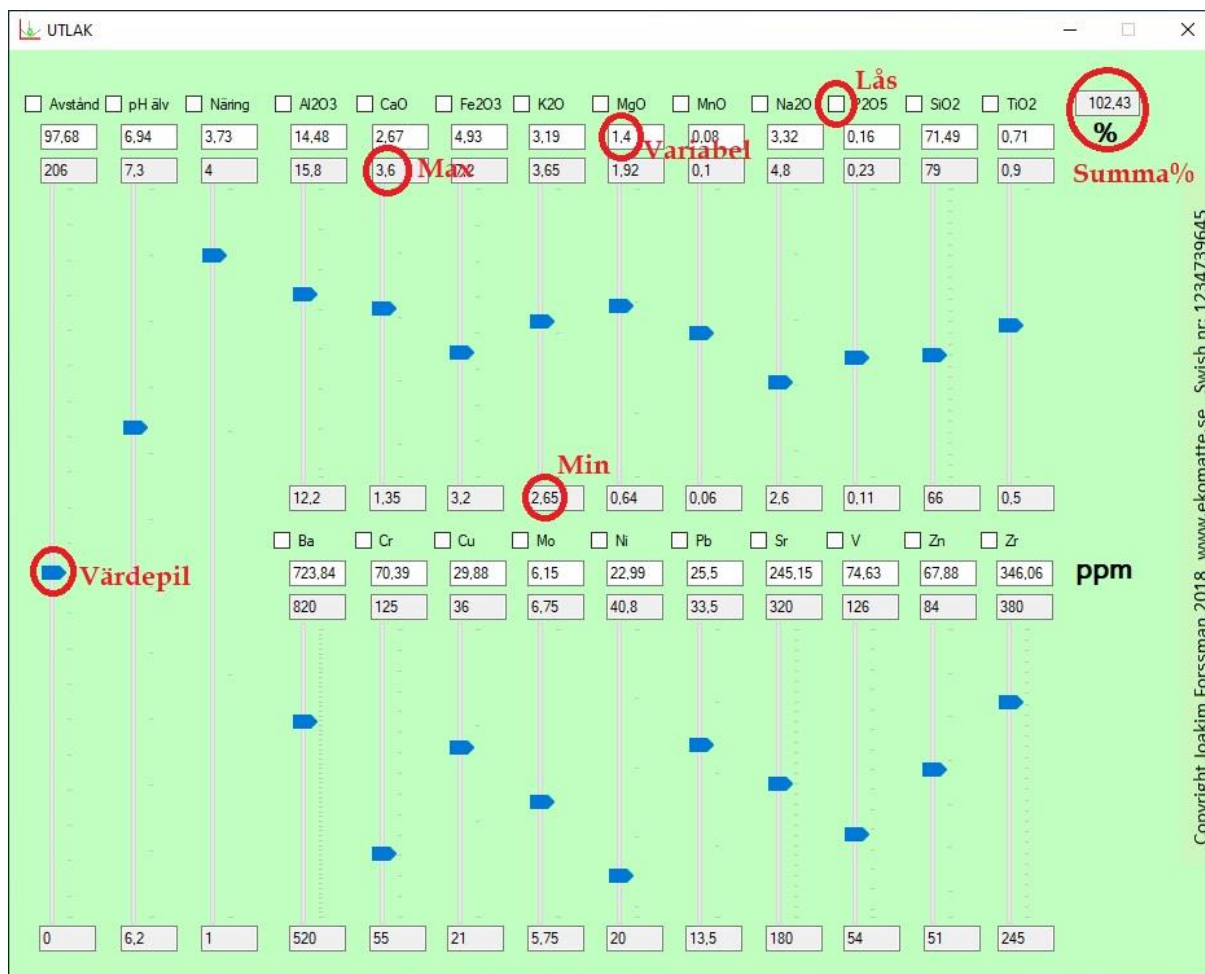 UTLAK
Lås
Avstånd pH älv Näring Al2O3 CaO Fe2O3 K2O MgO MnO Na2O P2O5 SiO2 TiO2 102,43
97,68 6,94 3,73 14,48 2,67 4,93 3,19 1,4 0,08 3,32 0,16 71,49 0,71 %
Variabel
206 7,3 4 15,8 3,6 7,2 3,65 1,92 0,1 4,8 0,23 79 0,9
Max
Summa%
Min
12,2 1,35 3,2 2,65 0,64 0,06 2,6 0,11 66 0,5
Ba Cr Cu Mo Ni Pb Sr V Zn Zr
Värdepil
723,84 70,39 29,88 6,15 22,99 25,5 245,15 74,63 67,88 346,06 ppm
820 125 36 6,75 40,8 33,5 320 126 84 380
0 6,2 1 520 55 21 5,75 20 13,5 180 54 51 245
Copyright Joakim Forssman 2018 www.ekomatte.se Swish nr: 1234739645